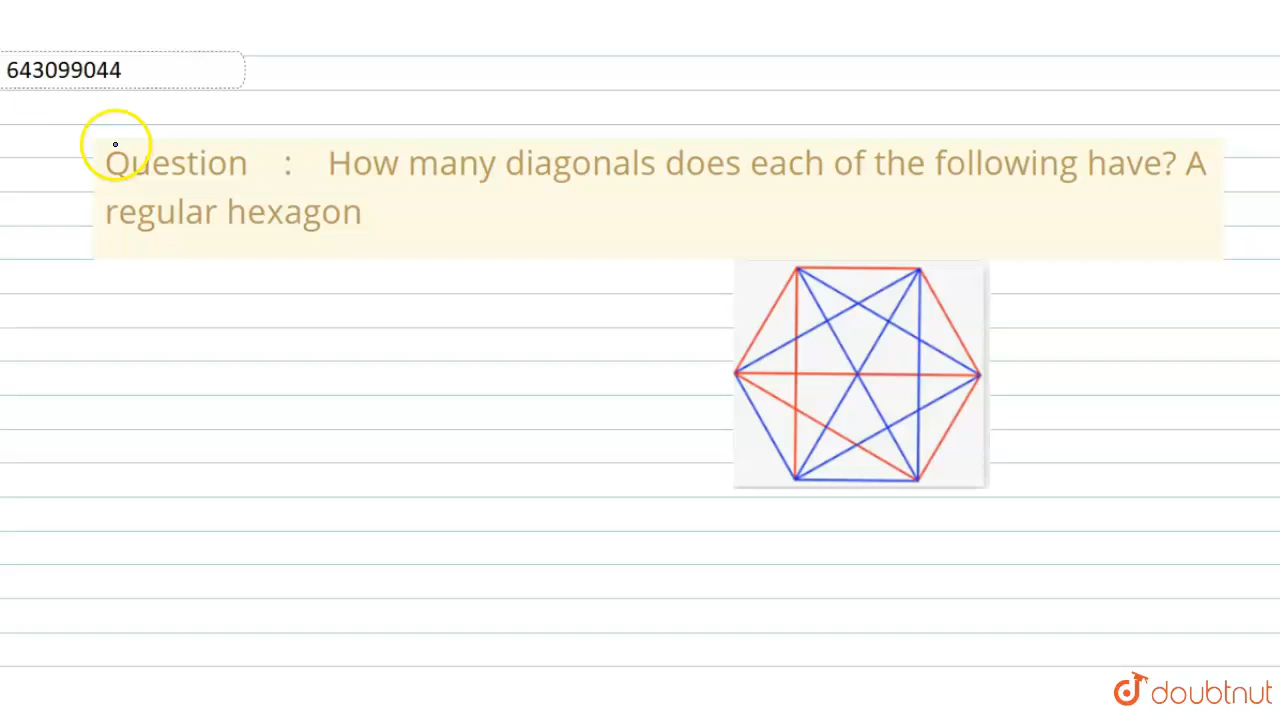 643099044
Question : How many diagonals does each of the following have? A
regular hexagon
doubtnut